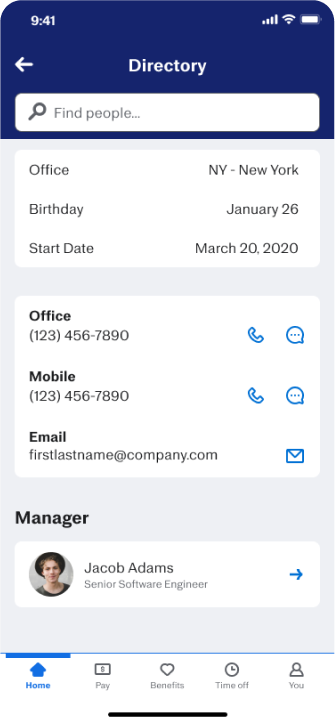 9:41
Directory
Find people...
Office NY - New York
Birthday January 26
Start Date March 20, 2020
Office
(123) 456-7890
Mobile
(123) 456-7890
Email
firstlastname@company.com
Manager
Jacob Adams
Senior Software Engineer
Home Pay Benefits Time off You